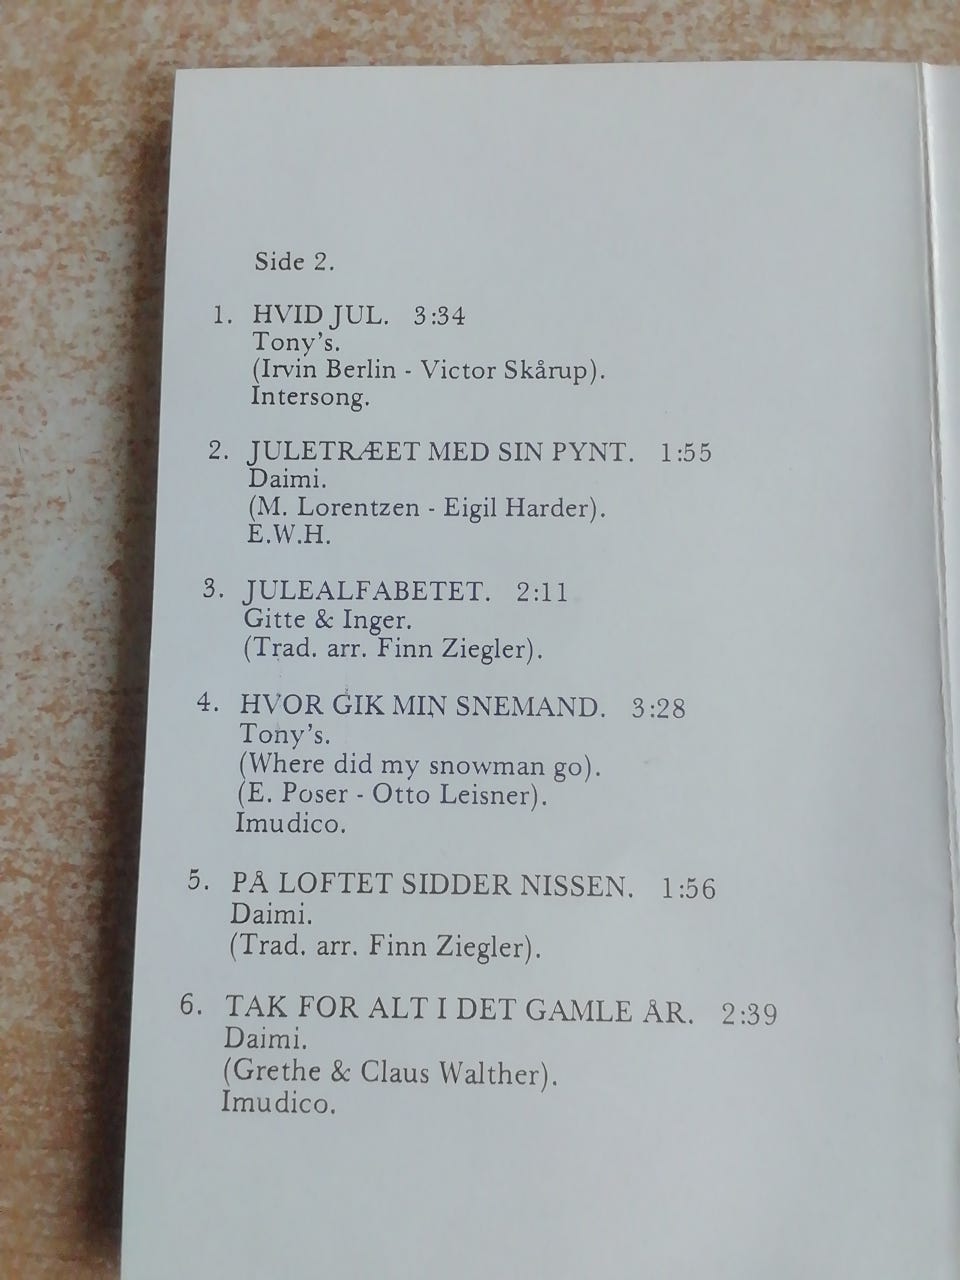 Side 2.
1. HVID JUL. 3:34
Tony's.
(Irvin Berlin - Victor Skårup).
Intersong.
2. JULETRÆET MED SIN PYNT. 1:55
Daimi.
(M. Lorentzen - Eigil Harder).
E.W.H.
3. JULEALFABETET. 2:11
Gitte & Inger.
(Trad. arr. Finn Ziegler).
4. HVOR GIK MIN SNEMAND. 3:28
Tony's.
(Where did my snowman go).
(E. Poser - Otto Leisner).
Imudico.
5. PÅ LOFTET SIDDER NISSEN. 1:56
Daimi.
(Trad. arr. Finn Ziegler).
6. TAK FOR ALT I DET GAMLE ÅR. 2:39
Daimi.
(Grethe & Claus Walther).
Imudico.